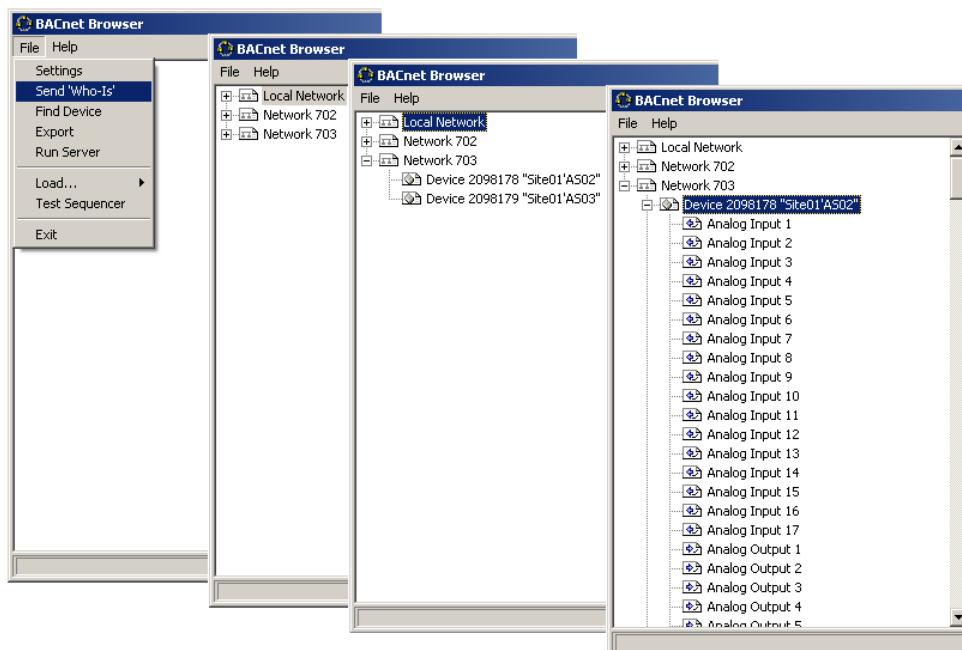 BACnet Browser
File Help
Settings
Send 'Who-Is'
Find Device
Export
Run Server
Load...
Test Sequencer
Exit
BACnet Browser
File Help
Local Network
Network 702
Network 703
BACnet Browser
File Help
Local Network
Network 702
Network 703
Device 2098178 "Site01'AS02"
Device 2098179 "Site01'AS03"
BACnet Browser
File Help
Local Network
Network 702
Network 703
Device 2098178 "Site01'AS02"
Analog Input 1
Analog Input 2
Analog Input 3
Analog Input 4
Analog Input 5
Analog Input 6
Analog Input 7
Analog Input 8
Analog Input 9
Analog Input 10
Analog Input 11
Analog Input 12
Analog Input 13
Analog Input 14
Analog Input 15
Analog Input 16
Analog Input 17
Analog Output 1
Analog Output 2
Analog Output 3
Analog Output 4
Analog Output 5